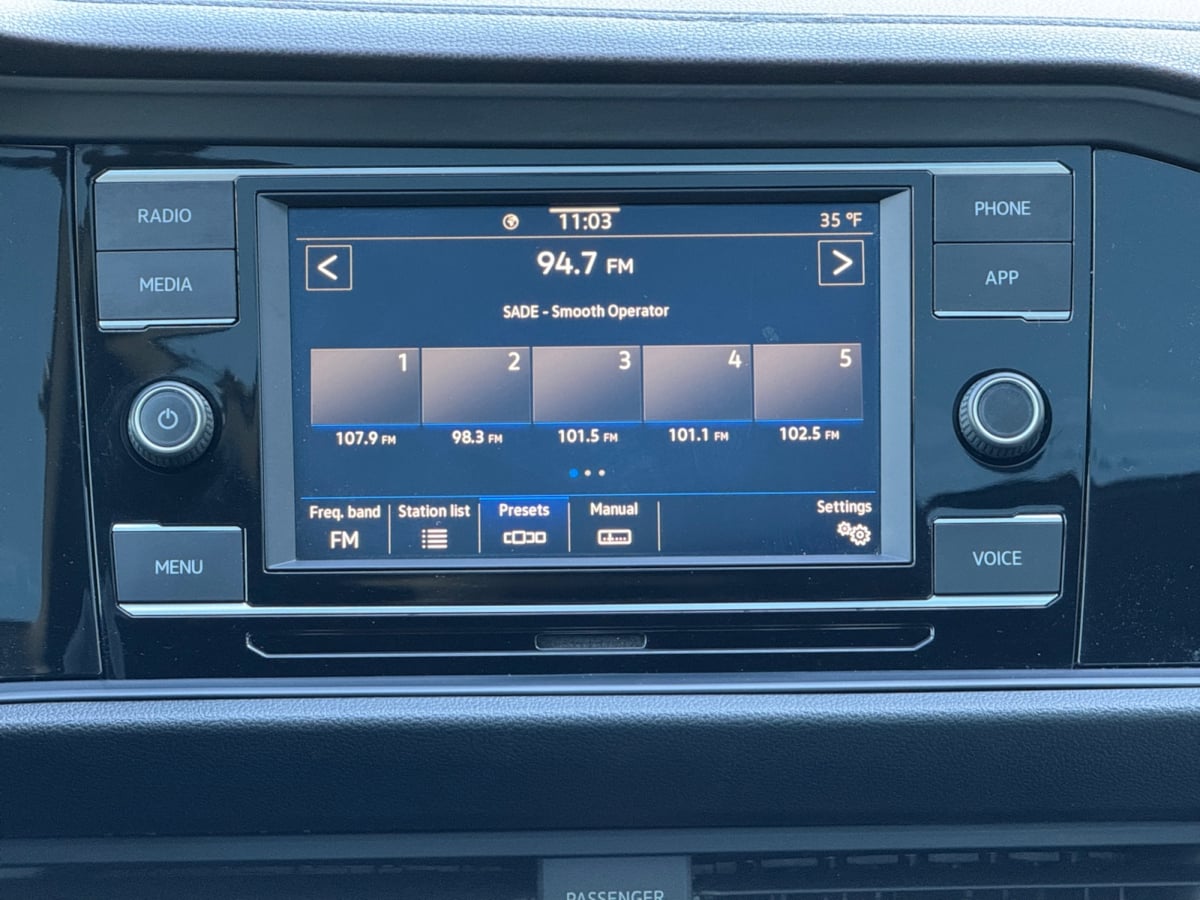 RADIO
MEDIA
MENU
11:03
35 °F
<
94.7 FM
>
SADE - Smooth Operator
1 2 3 4 5
107.9 FM 98.3 FM 101.5 FM 101.1 FM 102.5 FM
Freq. band Station list Presets Manual Settings
FM
PHONE
APP
VOICE
PASSENGER